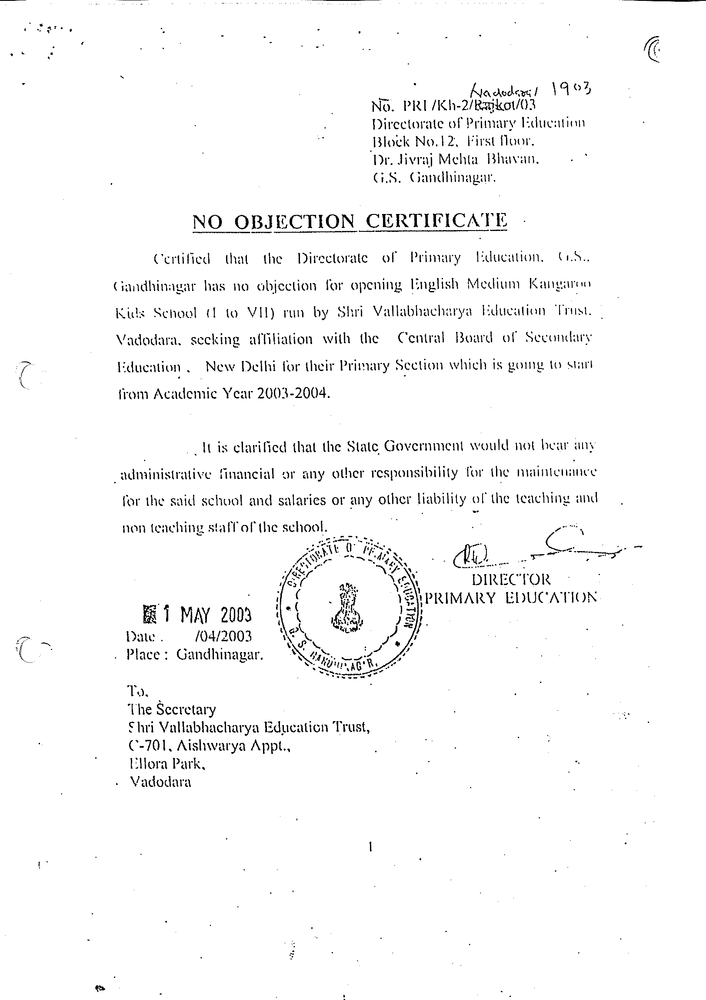 Vadodara/ 1903
No. PRI /Kh-2/Rajkot/03
Directorate of Primary Education
Block No.12, First floor,
Dr. Jivraj Mehta Bhavan,
G.S. Gandhinagar.
NO OBJECTION CERTIFICATE
Certified that the Directorate of Primary Education, G.S.,
Gandhinagar has no objection for opening English Medium Kangaroo
Kids School (I to VII) run by Shri Vallabhacharya Education Trust,
Vadodara, seeking affiliation with the Central Board of Secondary
Education , New Delhi for their Primary Section which is going to start
from Academic Year 2003-2004.
It is clarified that the State Government would not bear any
administrative financial or any other responsibility for the maintenance
for the said school and salaries or any other liability of the teaching and
non teaching staff of the school.
DIRECTORATE OF PRIMARY EDUCATION
G. S. GANDHINAGAR.
DIRECTOR
PRIMARY EDUCATION
1 MAY 2003
Date : /04/2003
Place : Gandhinagar.
To,
The Secretary
Shri Vallabhacharya Education Trust,
C-701, Aishwarya Appt.,
Ellora Park,
Vadodara